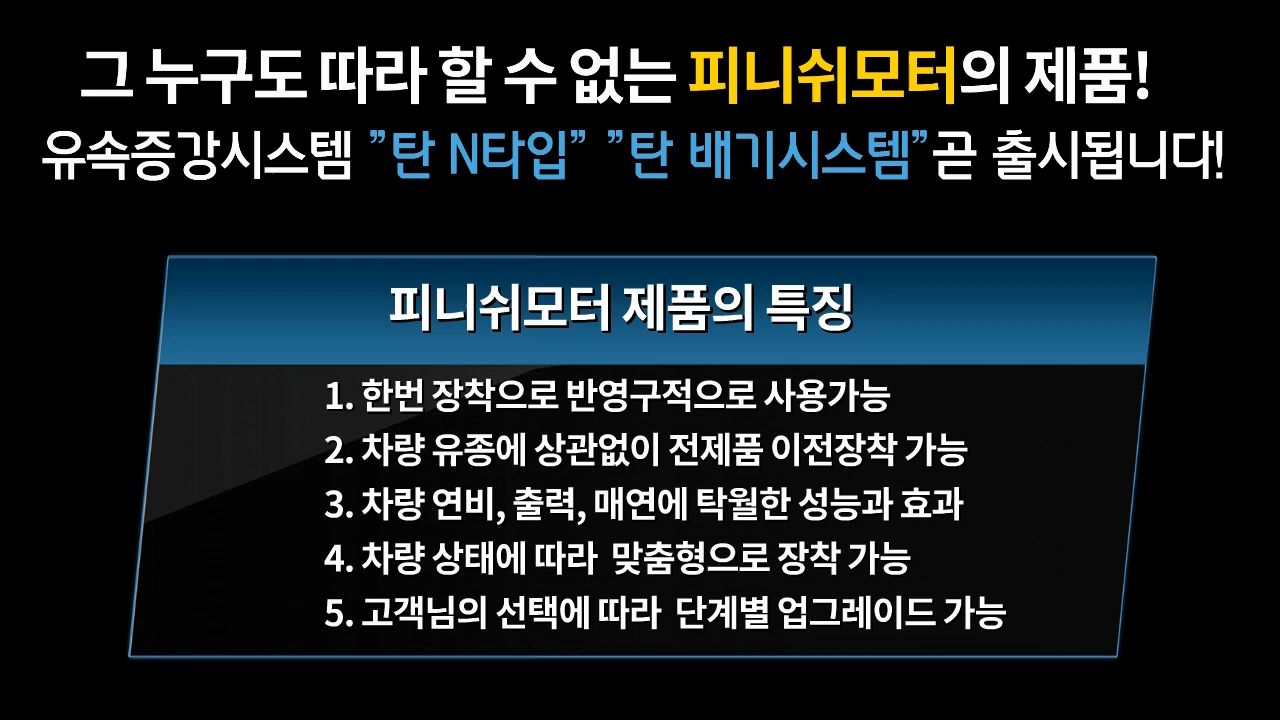 그 누구도 따라 할 수 없는 피니쉬모터의 제품!
유속증강시스템 ”탄 N타입” ”탄 배기시스템”곧 출시됩니다!
피니쉬모터 제품의 특징
1. 한번 장착으로 반영구적으로 사용가능
2. 차량 유종에 상관없이 전제품 이전장착 가능
3. 차량 연비, 출력, 매연에 탁월한 성능과 효과
4. 차량 상태에 따라 맞춤형으로 장착 가능
5. 고객님의 선택에 따라 단계별 업그레이드 가능